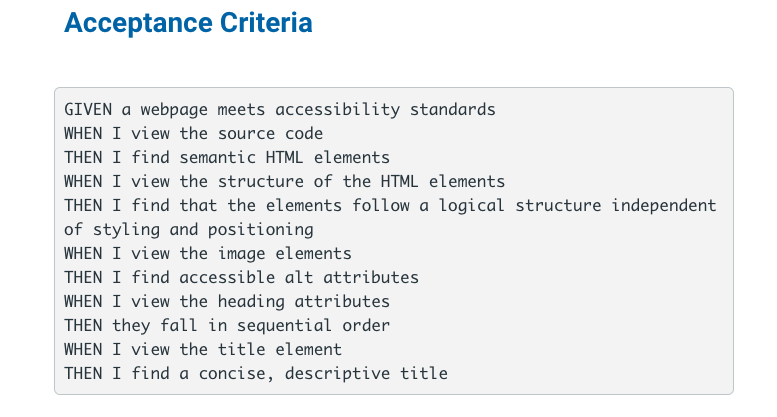 Acceptance Criteria
GIVEN a webpage meets accessibility standards
WHEN I view the source code
THEN I find semantic HTML elements
WHEN I view the structure of the HTML elements
THEN I find that the elements follow a logical structure independent
of styling and positioning
WHEN I view the image elements
THEN I find accessible alt attributes
WHEN I view the heading attributes
THEN they fall in sequential order
WHEN I view the title element
THEN I find a concise, descriptive title